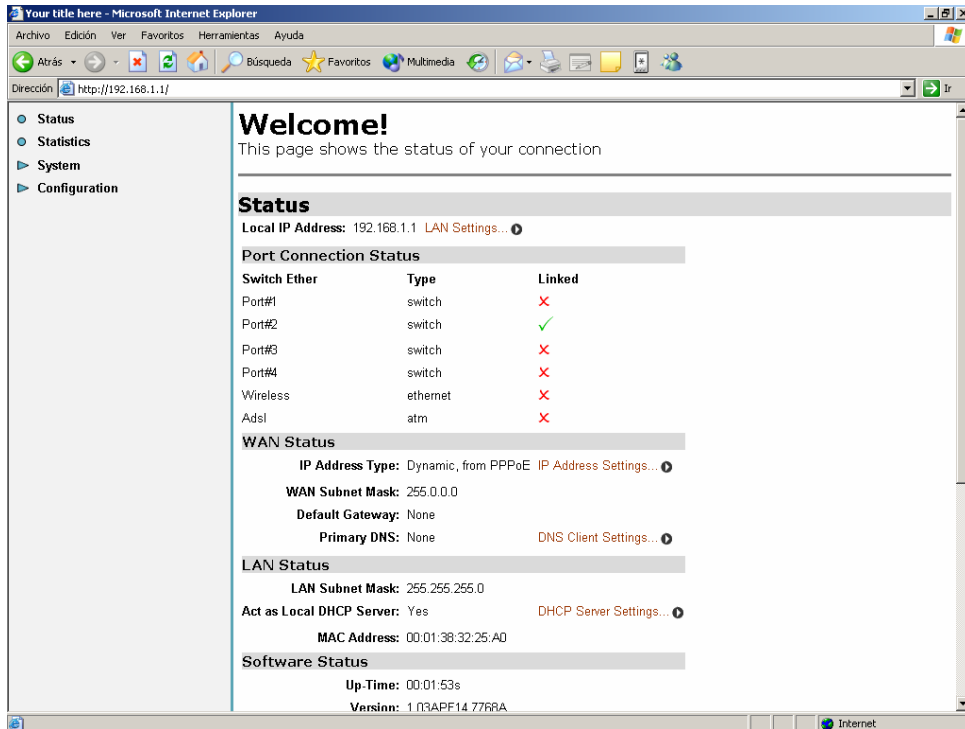 Your title here - Microsoft Internet Explorer
Archivo Edición Ver Favoritos Herramientas Ayuda
Atrás Búsqueda Favoritos Multimedia
Dirección http://192.168.1.1/ Ir
Status
Statistics
System
Configuration
Welcome!
This page shows the status of your connection
Status
Local IP Address: 192.168.1.1 LAN Settings...
Port Connection Status
Switch Ether Type Linked
Port#1 switch
Port#2 switch
Port#3 switch
Port#4 switch
Wireless ethernet
Adsl atm
WAN Status
IP Address Type: Dynamic, from PPPoE IP Address Settings...
WAN Subnet Mask: 255.0.0.0
Default Gateway: None
Primary DNS: None DNS Client Settings...
LAN Status
LAN Subnet Mask: 255.255.255.0
Act as Local DHCP Server: Yes DHCP Server Settings...
MAC Address: 00:01:38:32:25:A0
Software Status
Up-Time: 00:01:53s
Version: 1.03APE14.7768A
Internet